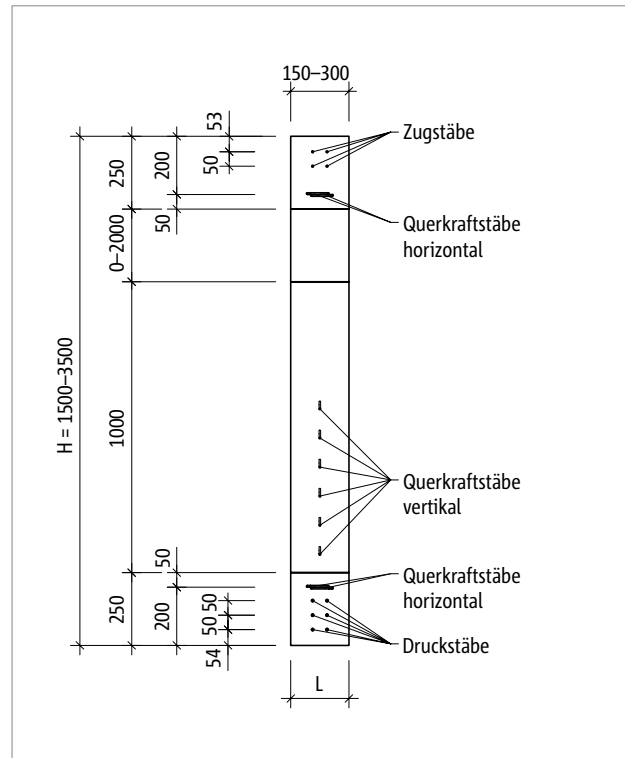 150–300
53
50
200
250
50
0–2000
H = 1500–3500
1000
50
50
50
200
250
54
L
Zugstäbe
Querkraftstäbe
horizontal
Querkraftstäbe
vertikal
Querkraftstäbe
horizontal
Druckstäbe